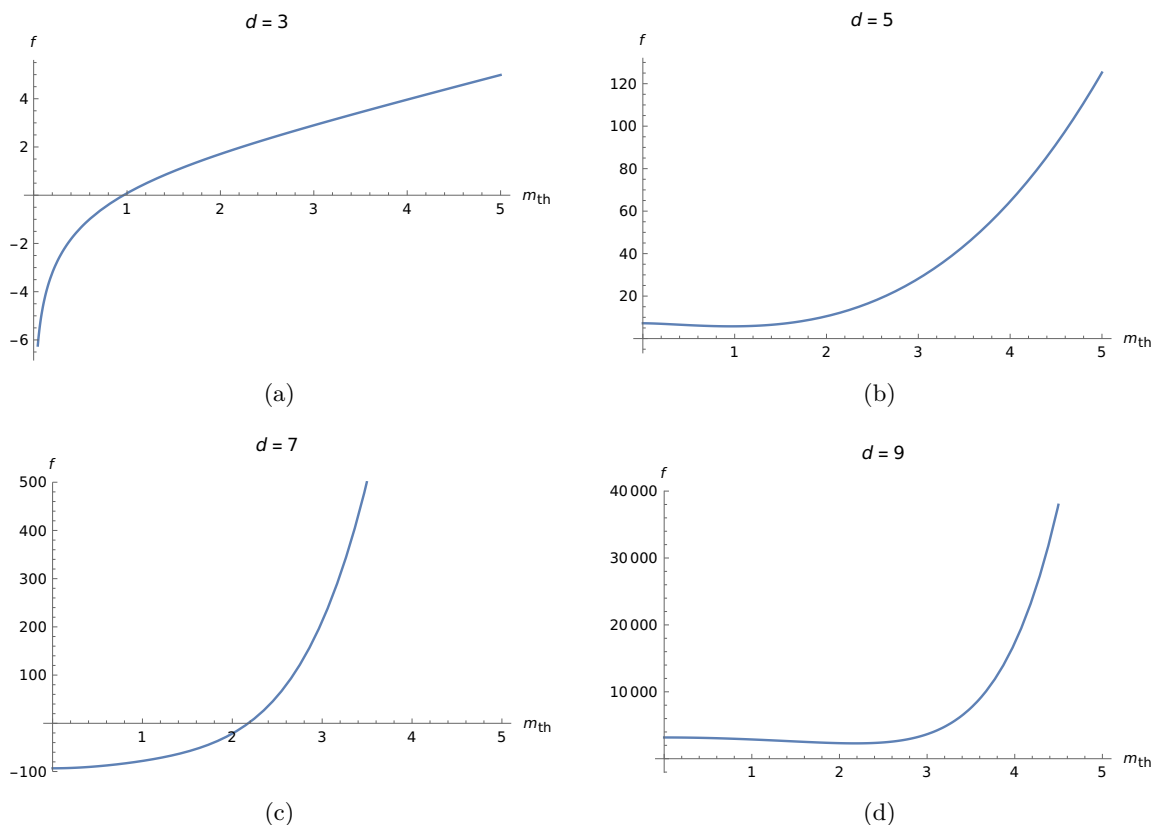 d = 3
f
4
2
-2
-4
-6
1 2 3 4 5
m_th
(a)
d = 5
f
120
100
80
60
40
20
1 2 3 4 5
m_th
(b)
d = 7
f
500
400
300
200
100
-100
1 2 3 4 5
m_th
(c)
d = 9
f
40 000
30 000
20 000
10 000
1 2 3 4 5
m_th
(d)